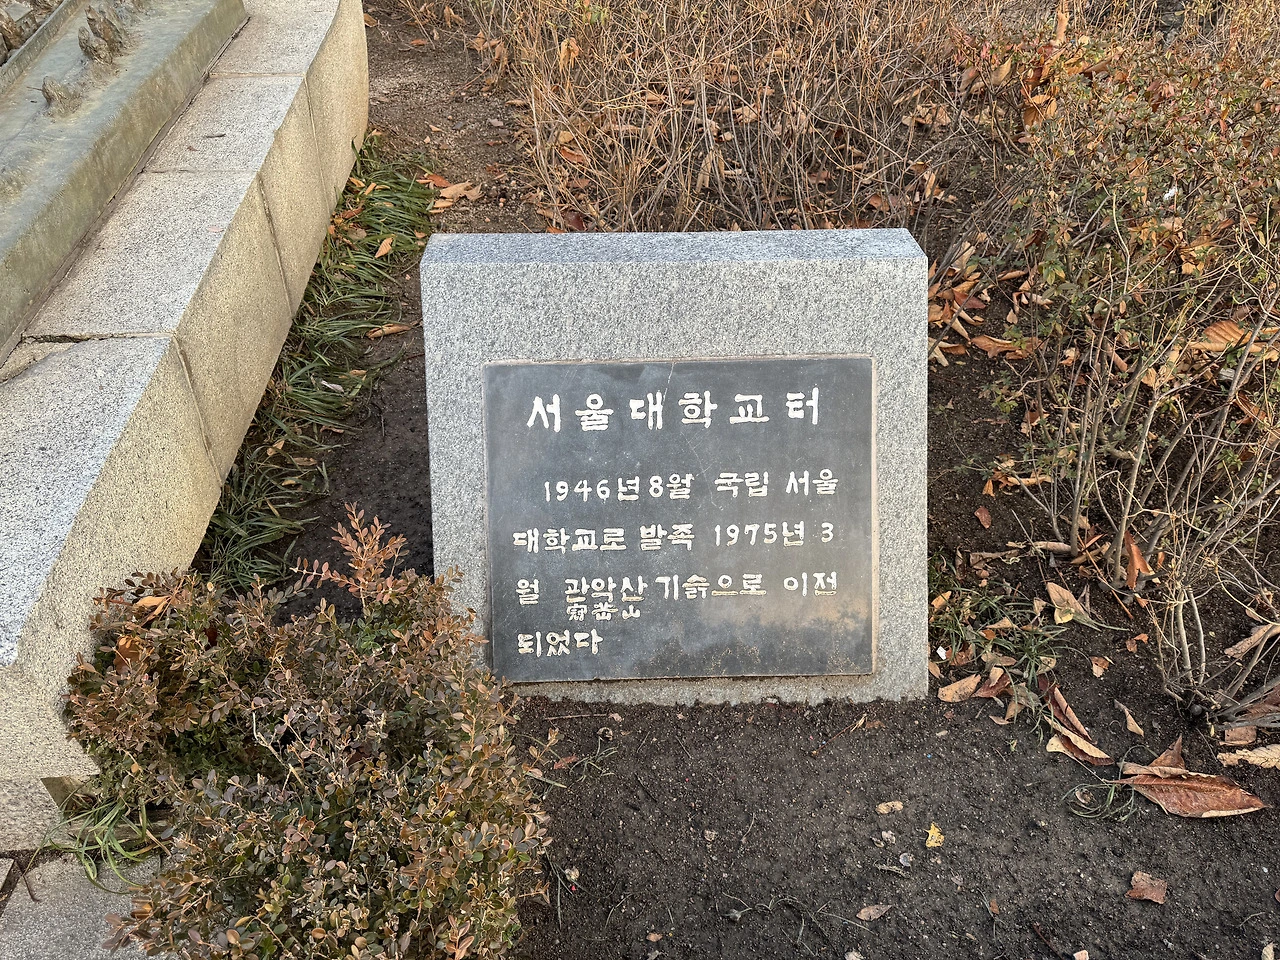 서울대학교터
1946년 8월 국립 서울
대학교로 발족 1975년 3
월 관악산 기슭으로 이전
冠岳山
되었다